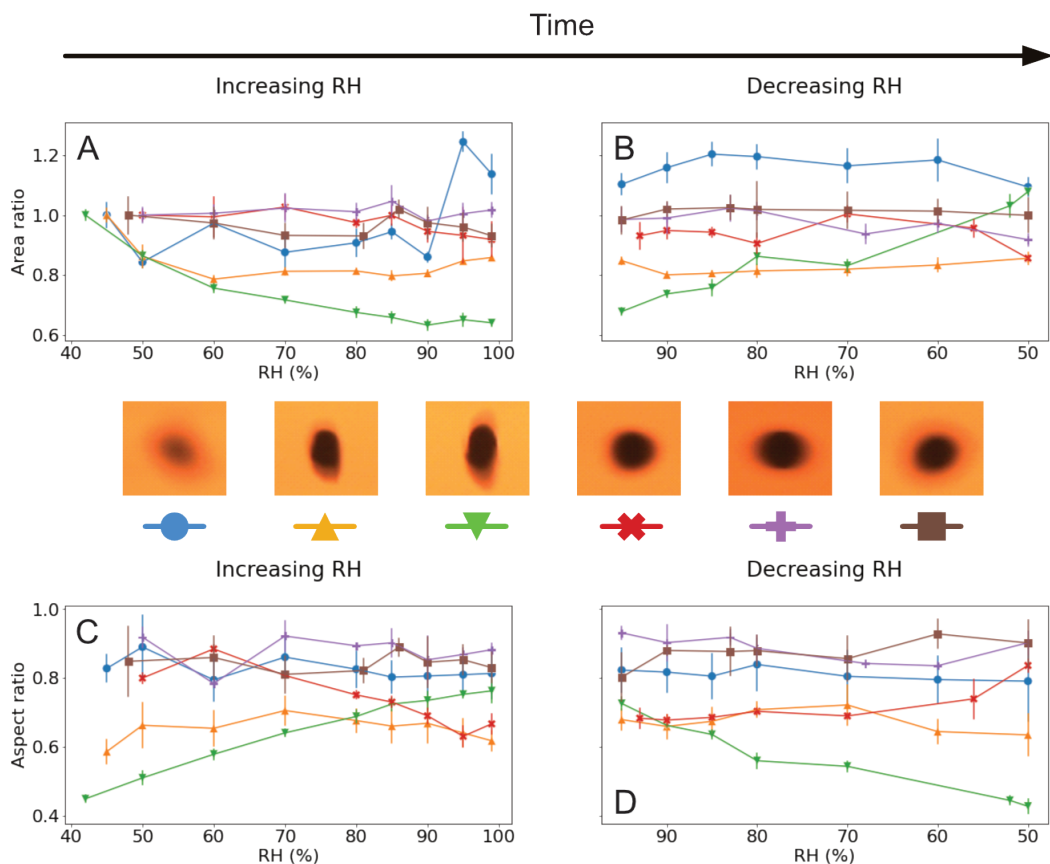 Time
Increasing RH
Decreasing RH
A
B
Area ratio
1.2
1.0
0.8
0.6
40 50 60 70 80 90 100
90 80 70 60 50
RH (%)
RH (%)
Increasing RH
Decreasing RH
C
D
Aspect ratio
1.0
0.8
0.6
0.4
40 50 60 70 80 90 100
90 80 70 60 50
RH (%)
RH (%)